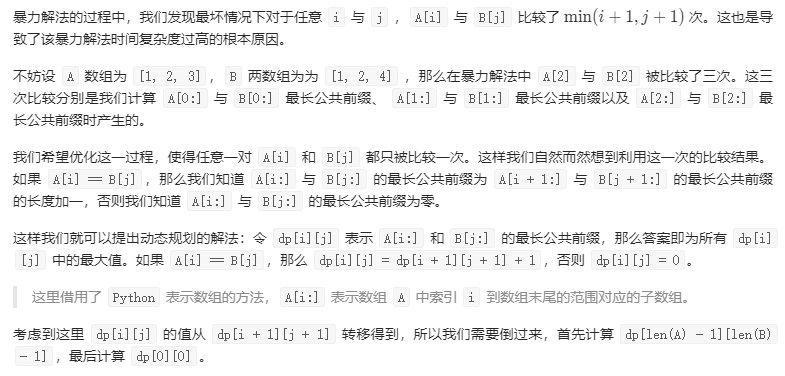 暴力解法的过程中，我们发现最坏情况下对于任意 i 与 j ，A[i] 与 B[j] 比较了 min(i + 1, j + 1) 次。这也是导
致了该暴力解法时间复杂度过高的根本原因。
不妨设 A 数组为 [1, 2, 3]，B 两数组为为 [1, 2, 4] ，那么在暴力解法中 A[2] 与 B[2] 被比较了三次。这三
次比较分别是我们计算 A[0:] 与 B[0:] 最长公共前缀、 A[1:] 与 B[1:] 最长公共前缀以及 A[2:] 与 B[2:] 最
长公共前缀时产生的。
我们希望优化这一过程，使得任意一对 A[i] 和 B[j] 都只被比较一次。这样我们自然而然想到利用这一次的比较结果。
如果 A[i] == B[j]，那么我们知道 A[i:] 与 B[j:] 的最长公共前缀为 A[i + 1:] 与 B[j + 1:] 的最长公共前缀
的长度加一，否则我们知道 A[i:] 与 B[j:] 的最长公共前缀为零。
这样我们就可以提出动态规划的解法：令 dp[i][j] 表示 A[i:] 和 B[j:] 的最长公共前缀，那么答案即为所有 dp[i]
[j] 中的最大值。如果 A[i] == B[j]，那么 dp[i][j] = dp[i + 1][j + 1] + 1，否则 dp[i][j] = 0 。
这里借用了 Python 表示数组的方法，A[i:] 表示数组 A 中索引 i 到数组末尾的范围对应的子数组。
考虑到这里 dp[i][j] 的值从 dp[i + 1][j + 1] 转移得到，所以我们需要倒过来，首先计算 dp[len(A) - 1][len(B)
- 1]，最后计算 dp[0][0] 。